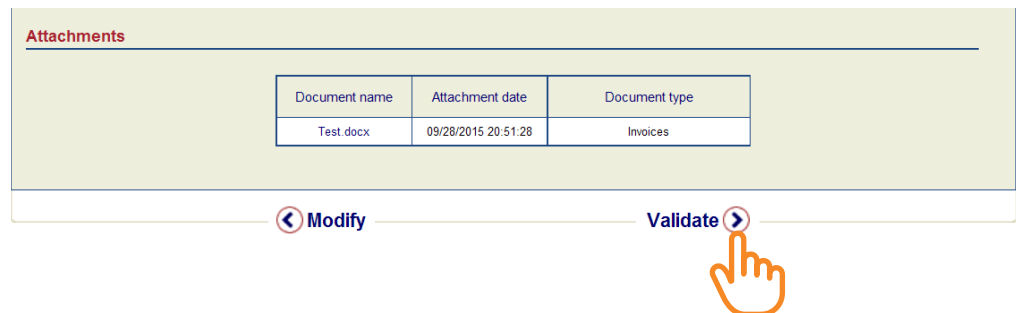 Attachments
Document name Attachment date Document type
Test.docx 09/28/2015 20:51:28 Invoices
Modify Validate